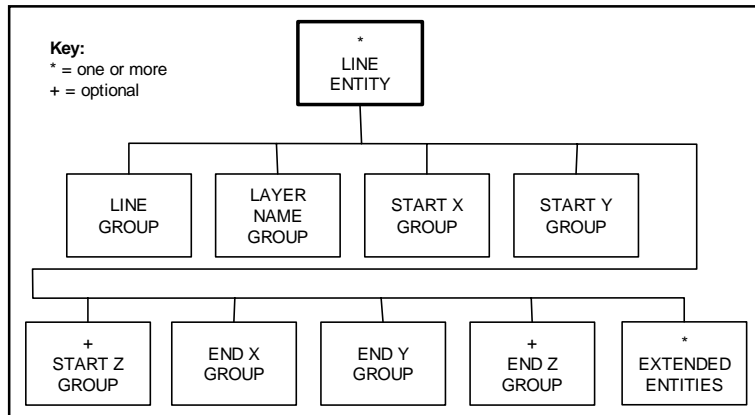 Key:
* = one or more
+ = optional
*
LINE
ENTITY
LINE
GROUP
LAYER
NAME
GROUP
START X
GROUP
START Y
GROUP
+
START Z
GROUP
END X
GROUP
END Y
GROUP
+
END Z
GROUP
*
EXTENDED
ENTITIES